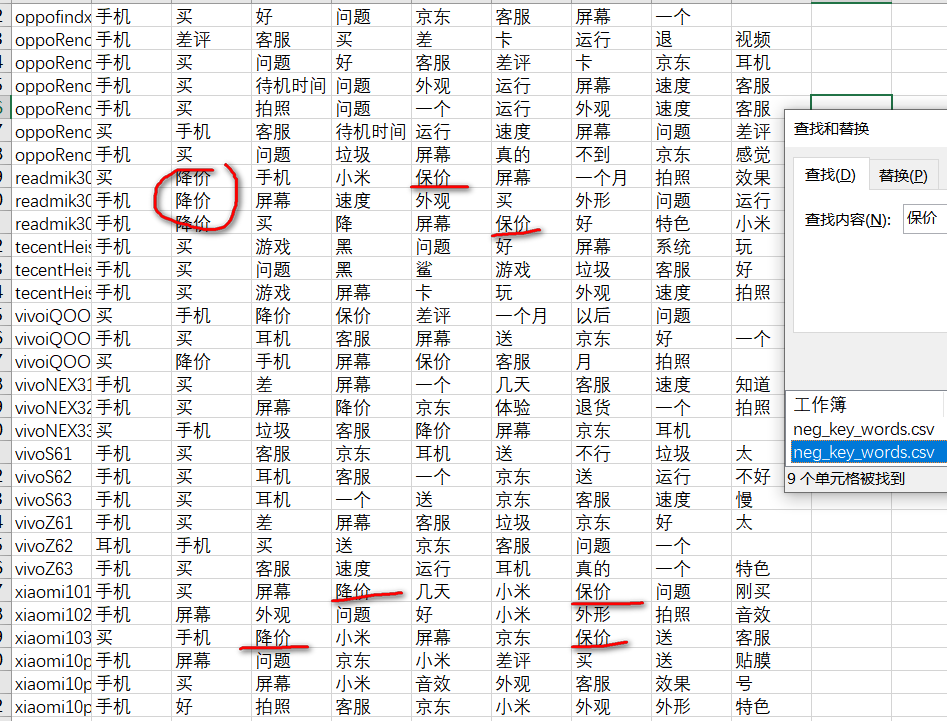 oppofindx 手机 买 好 问题 京东 客服 屏幕 一个
oppoReno 手机 差评 客服 买 差 卡 运行 退 视频
oppoReno 手机 买 问题 好 客服 差评 卡 京东 耳机
oppoReno 手机 买 待机时间 问题 外观 运行 屏幕 速度 客服
oppoReno 手机 买 拍照 问题 一个 运行 外观 速度 客服
oppoReno 买 手机 客服 待机时间 运行 速度 屏幕 问题 差评
oppoReno 手机 买 问题 垃圾 屏幕 真的 不到 京东 感觉
readmik30 买 降价 手机 小米 保价 屏幕 一个月 拍照 效果
readmik30 手机 降价 屏幕 速度 外观 买 外形 问题 运行
readmik30 手机 降价 买 降 屏幕 保价 好 特色 小米
tecentHeis 手机 买 游戏 黑 问题 好 屏幕 系统 玩
tecentHeis 手机 买 问题 黑 鲨 游戏 垃圾 客服 好
tecentHeis 手机 买 游戏 屏幕 卡 玩 外观 速度 拍照
vivoiQOO 买 手机 降价 保价 差评 一个月 以后 问题
vivoiQOO 手机 买 耳机 客服 屏幕 送 京东 好 一个
vivoiQOO 买 降价 手机 屏幕 保价 客服 月 拍照
vivoNEX31 手机 买 差 屏幕 一个 几天 客服 速度 知道
vivoNEX32 手机 买 屏幕 降价 京东 体验 退货 一个 拍照
vivoNEX33 买 手机 垃圾 客服 降价 屏幕 京东 耳机
vivoS61 手机 买 客服 京东 耳机 送 不行 垃圾 太
vivoS62 手机 买 耳机 客服 一个 京东 送 运行 不好
vivoS63 手机 买 耳机 一个 送 京东 客服 速度 慢
vivoZ61 手机 买 差 屏幕 客服 垃圾 京东 好 太
vivoZ62 耳机 手机 买 送 京东 客服 问题 一个
vivoZ63 手机 买 客服 速度 运行 耳机 真的 一个 特色
xiaomi101 手机 买 屏幕 降价 几天 小米 保价 问题 刚买
xiaomi102 手机 屏幕 外观 问题 好 小米 外形 拍照 音效
xiaomi103 买 手机 降价 小米 屏幕 京东 保价 送 客服
xiaomi10p 手机 屏幕 问题 京东 小米 差评 买 送 贴膜
xiaomi10p 手机 买 屏幕 小米 音效 外观 客服 效果 号
xiaomi10p 手机 好 拍照 客服 京东 小米 外观 外形 特色
查找和替换
查找(D) 替换(P)
查找内容(N): 保价
工作簿
neg_key_words.csv
neg_key_words.csv
9 个单元格被找到